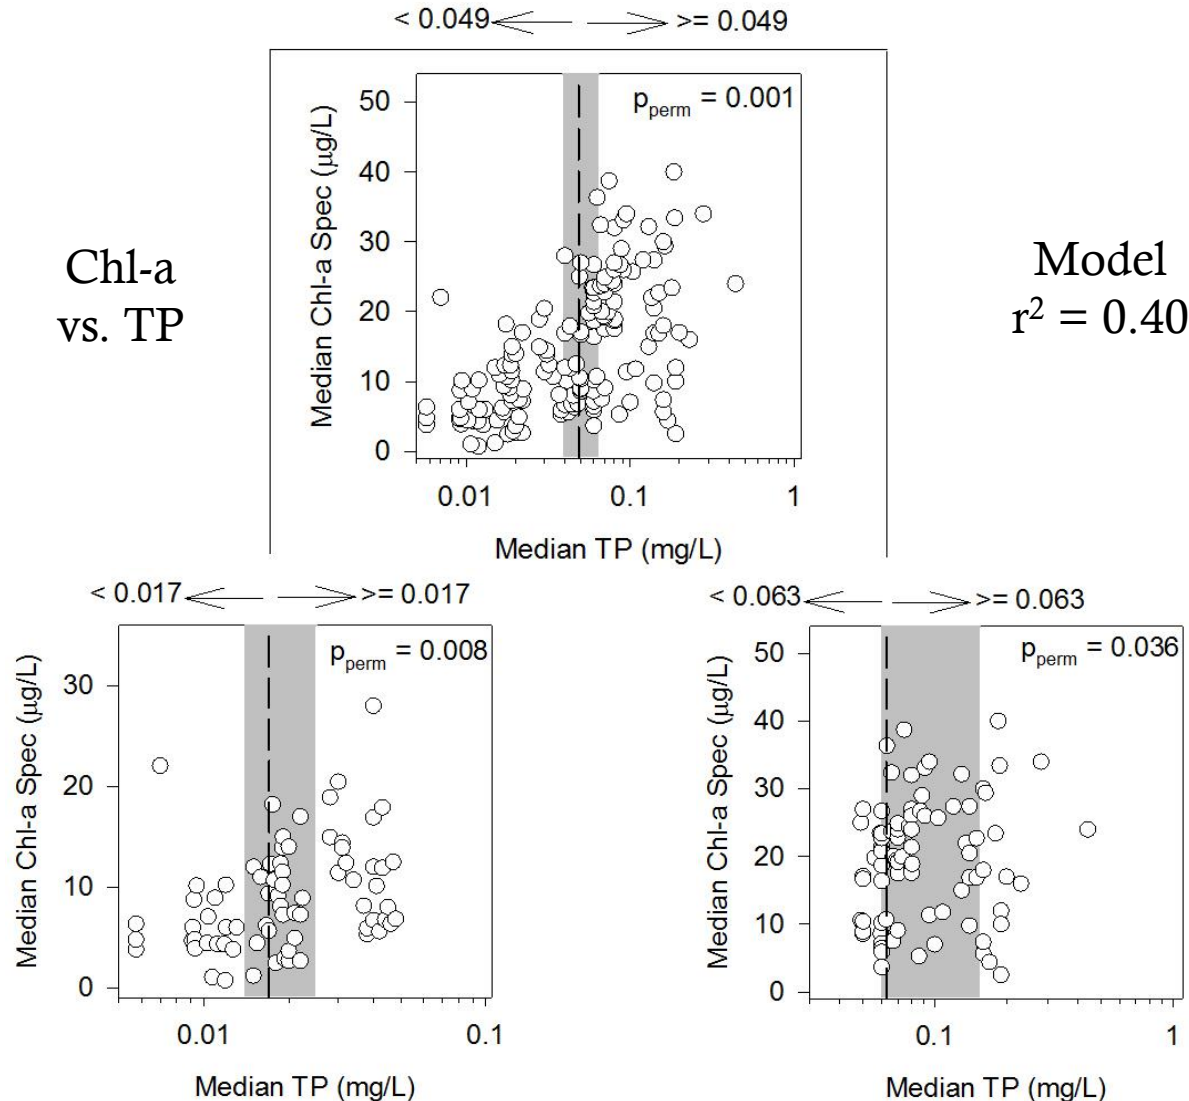 < 0.049 >= 0.049
p_perm = 0.001
Median Chl-a Spec (µg/L)
50
40
30
20
10
0
0.01 0.1 1
Median TP (mg/L)
Chl-a
vs. TP
Model
r² = 0.40
< 0.017 >= 0.017
p_perm = 0.008
Median Chl-a Spec (µg/L)
30
20
10
0
0.01 0.1
Median TP (mg/L)
< 0.063 >= 0.063
p_perm = 0.036
Median Chl-a Spec (µg/L)
50
40
30
20
10
0
0.1 1
Median TP (mg/L)